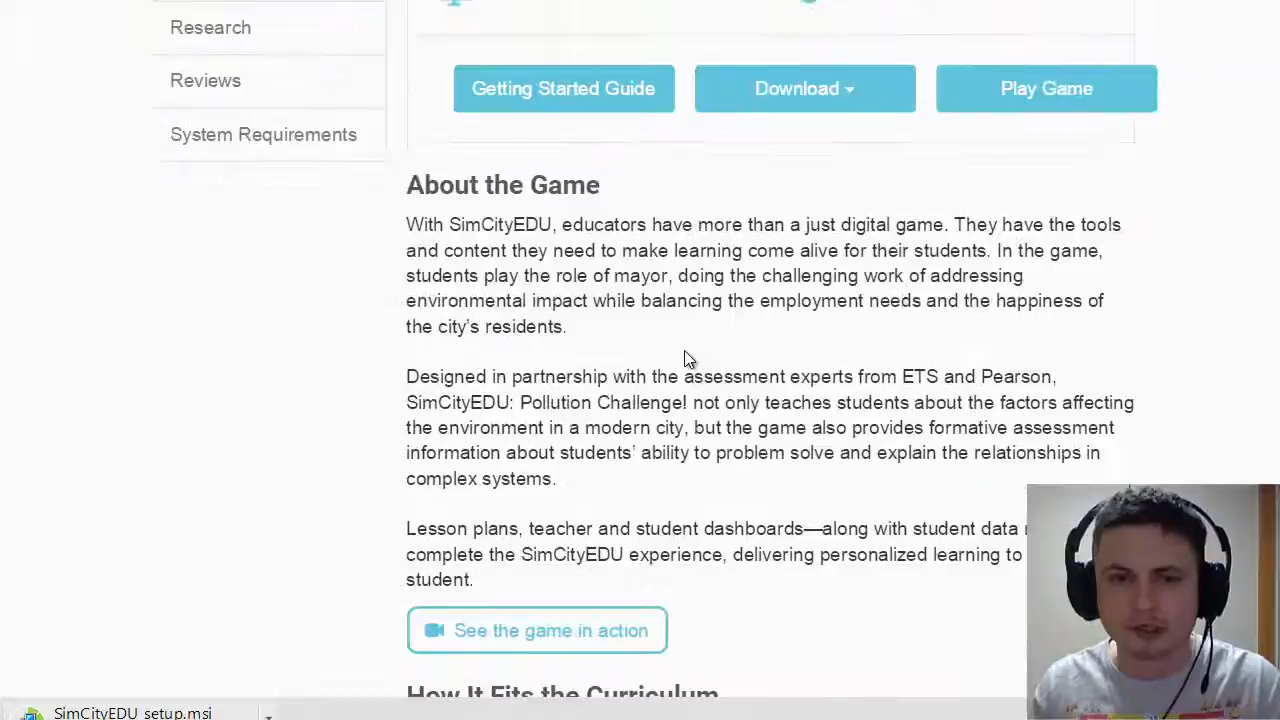 Research
Reviews
System Requirements
Getting Started Guide
Download
Play Game
About the Game
With SimCityEDU, educators have more than a just digital game. They have the tools
and content they need to make learning come alive for their students. In the game,
students play the role of mayor, doing the challenging work of addressing
environmental impact while balancing the employment needs and the happiness of
the city's residents.
Designed in partnership with the assessment experts from ETS and Pearson,
SimCityEDU: Pollution Challenge! not only teaches students about the factors affecting
the environment in a modern city, but the game also provides formative assessment
information about students' ability to problem solve and explain the relationships in
complex systems.
Lesson plans, teacher and student dashboards—along with student data
complete the SimCityEDU experience, delivering personalized learning to
student.
See the game in action
How It Fits the Curriculum
SimCityEDU_setup.msi